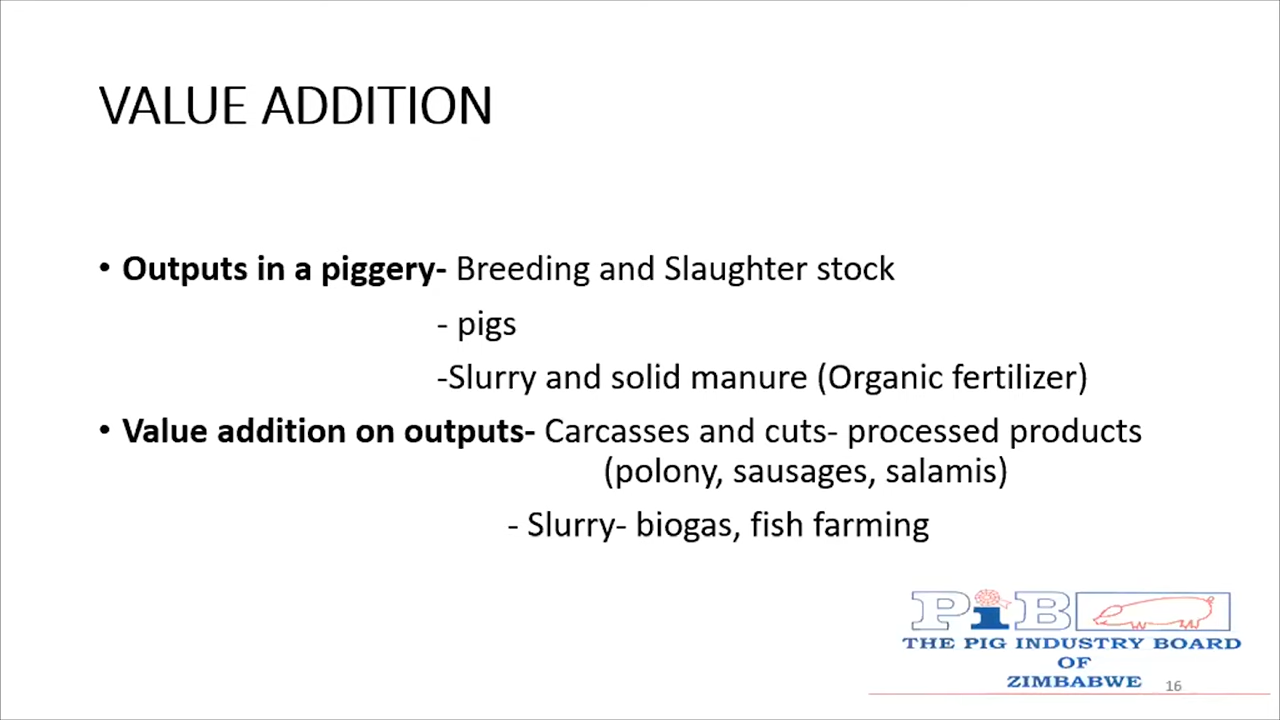 VALUE ADDITION
• Outputs in a piggery- Breeding and Slaughter stock
- pigs
-Slurry and solid manure (Organic fertilizer)
• Value addition on outputs- Carcasses and cuts- processed products
(polony, sausages, salamis)
- Slurry- biogas, fish farming
PiB
THE PIG INDUSTRY BOARD
OF
ZIMBABWE
16